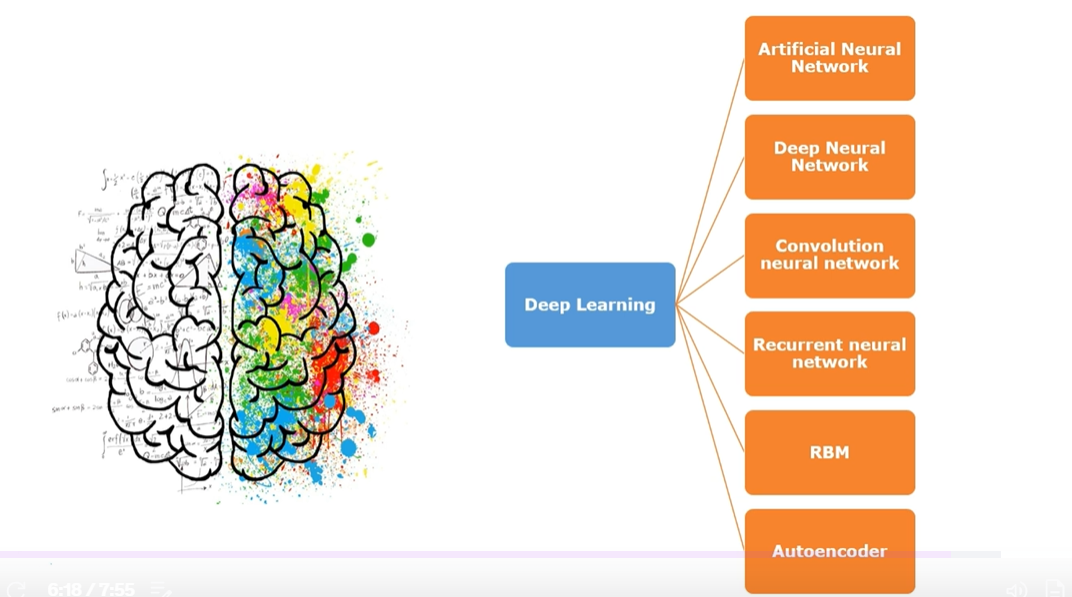 Artificial Neural
Network
Deep Neural
Network
Convolution
neural network
Deep Learning
Recurrent neural
network
RBM
Autoencoder
6:18 / 7:55